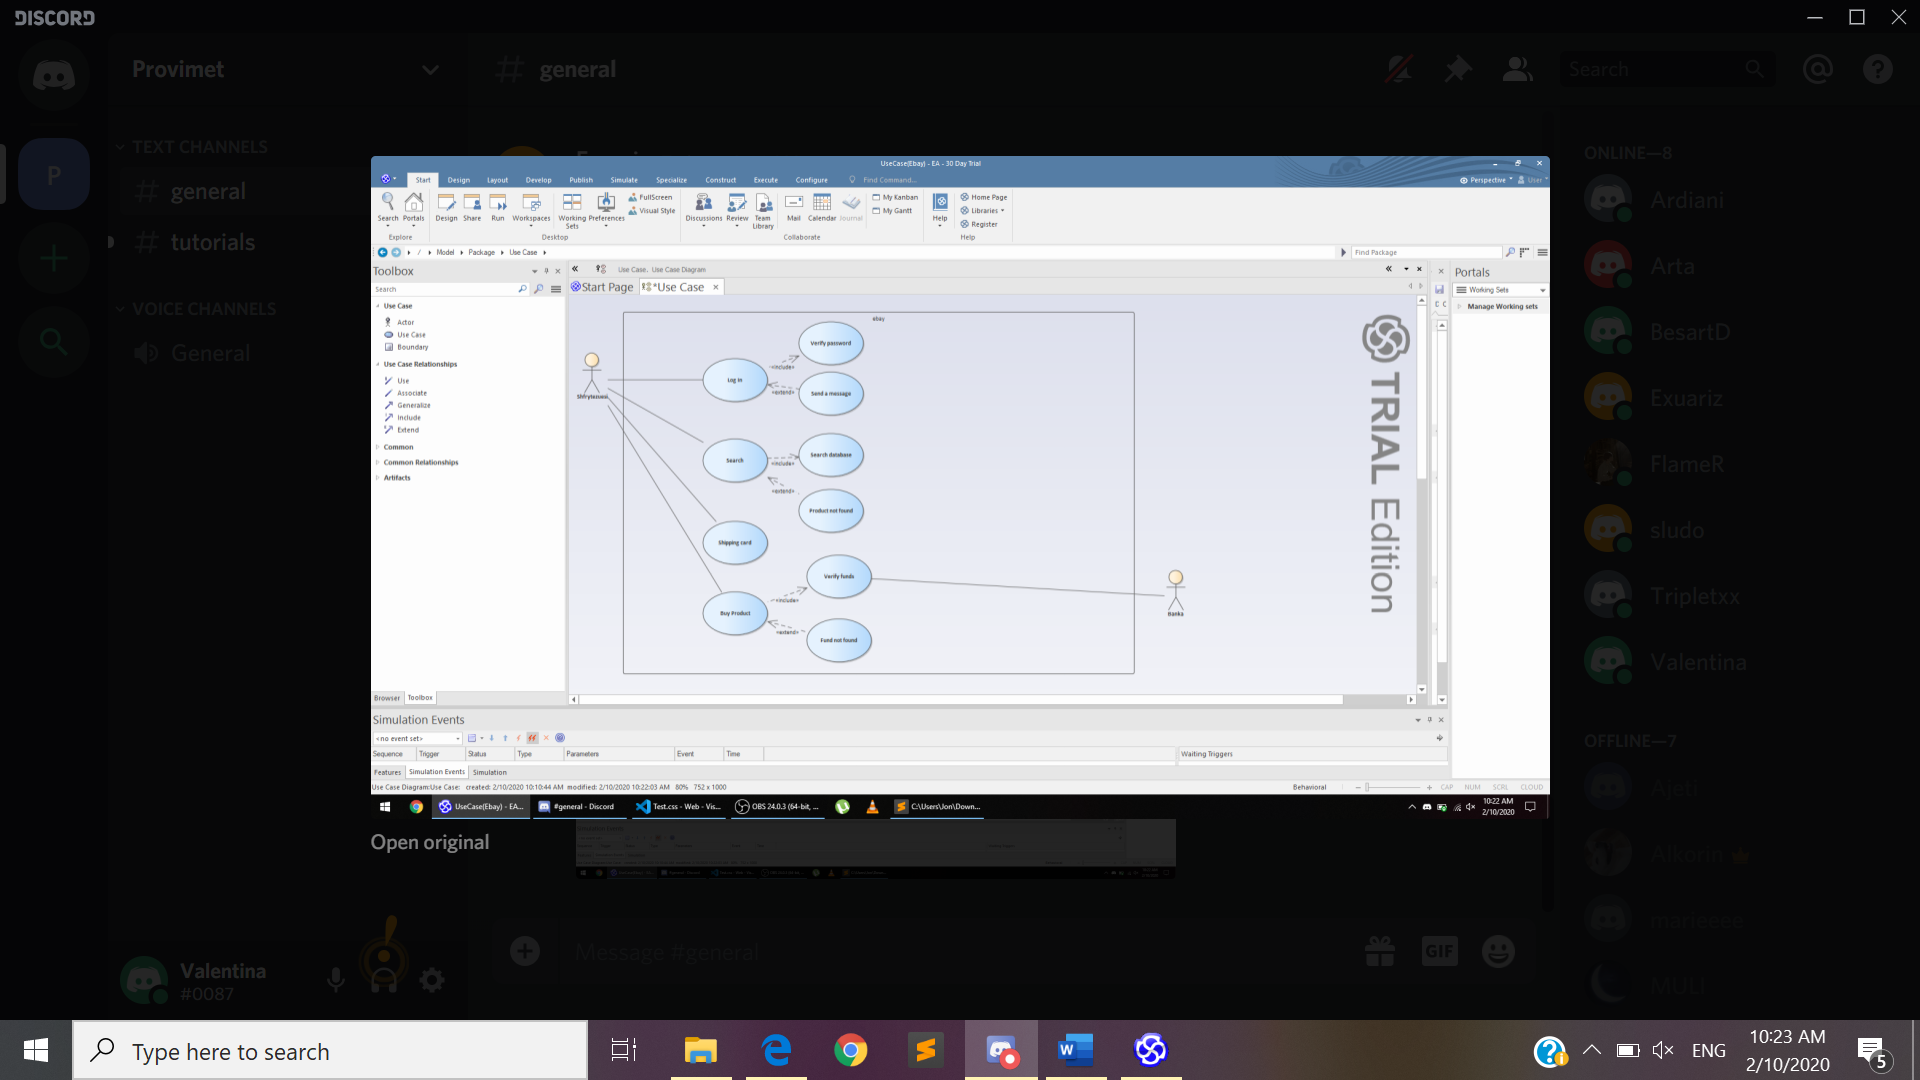 DISCORD
Provimet
general
Search
TEXT CHANNELS
P
general
tutorials
VOICE CHANNELS
General
ONLINE—8
Ardiani
Arta
BesartD
Exuariz
FlameR
sludo
Tripletxx
Valentina
OFFLINE—7
Ajeti
Alkorin
marieeee
MULI
UseCase(Ebay) - EA - 30 Day Trial
Start Design Layout Develop Publish Simulate Specialize Construct Execute Configure Find Command...
Perspective User
Search Portals Design Share Run Workspaces Working Sets Preferences
FullScreen
Visual Style
Discussions Review Team Library Mail Calendar Journal
My Kanban
My Gantt
Help
Home Page
Libraries
Register
Explore Desktop Collaborate Help
/ Model Package Use Case
Find Package
Toolbox
Search
Use Case
Actor
Use Case
Boundary
Use Case Relationships
Use
Associate
Generalize
Include
Extend
Common
Common Relationships
Artifacts
Browser Toolbox
Use Case. Use Case Diagram
Start Page *Use Case
ebay
Verify password
Log in
«include»
«extend»
Send a message
Search
«include»
Search database
«extend»
Product not found
Shipping card
Verify funds
Buy Product
«include»
«extend»
Fund not found
Banka
TRIAL Edition
Portals
Working Sets
Manage Working sets
Simulation Events
<no event set>
Sequence Trigger Status Type Parameters Event Time Waiting Triggers
Features Simulation Events Simulation
Use Case Diagram:Use Case: created: 2/10/2020 10:10:44 AM modified: 2/10/2020 10:22:03 AM 80% 752 x 1000
Behavioral CAP NUM SCRL CLOUD
UseCase(Ebay) - EA... #general - Discord Test.css - Web - Vis... OBS 24.0.3 (64-bit, ... C:\Users\Jon\Down...
10:22 AM
2/10/2020
Open original
Message #general
GIF
Valentina
#0087
Type here to search
ENG
10:23 AM
2/10/2020
5